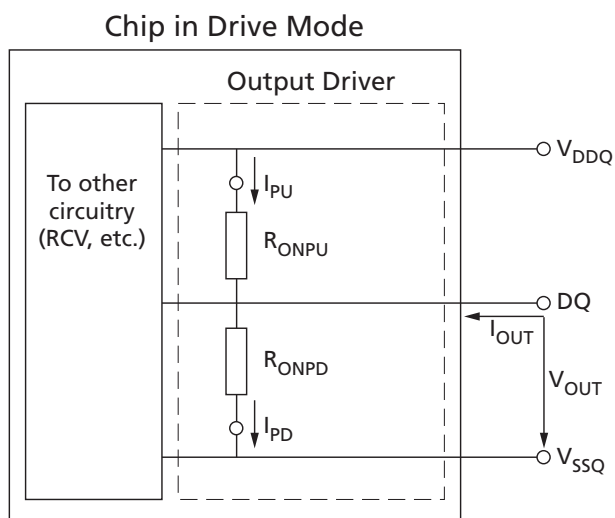 Chip in Drive Mode
Output Driver
To other
circuitry
(RCV, etc.)
I_PU
R_ONPU
R_ONPD
I_PD
V_DDQ
DQ
I_OUT
V_OUT
V_SSQ